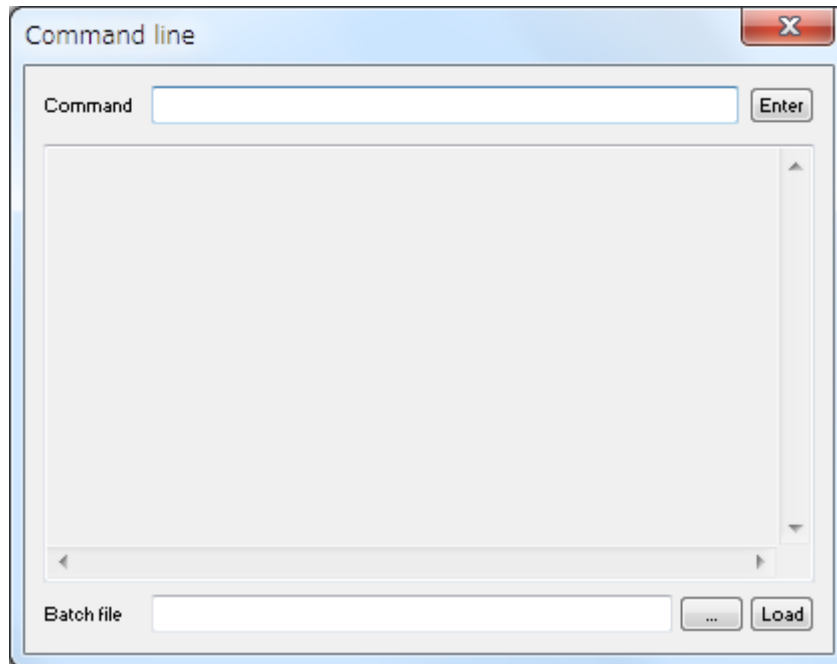 Command line
Command
Enter
Batch file
...
Load